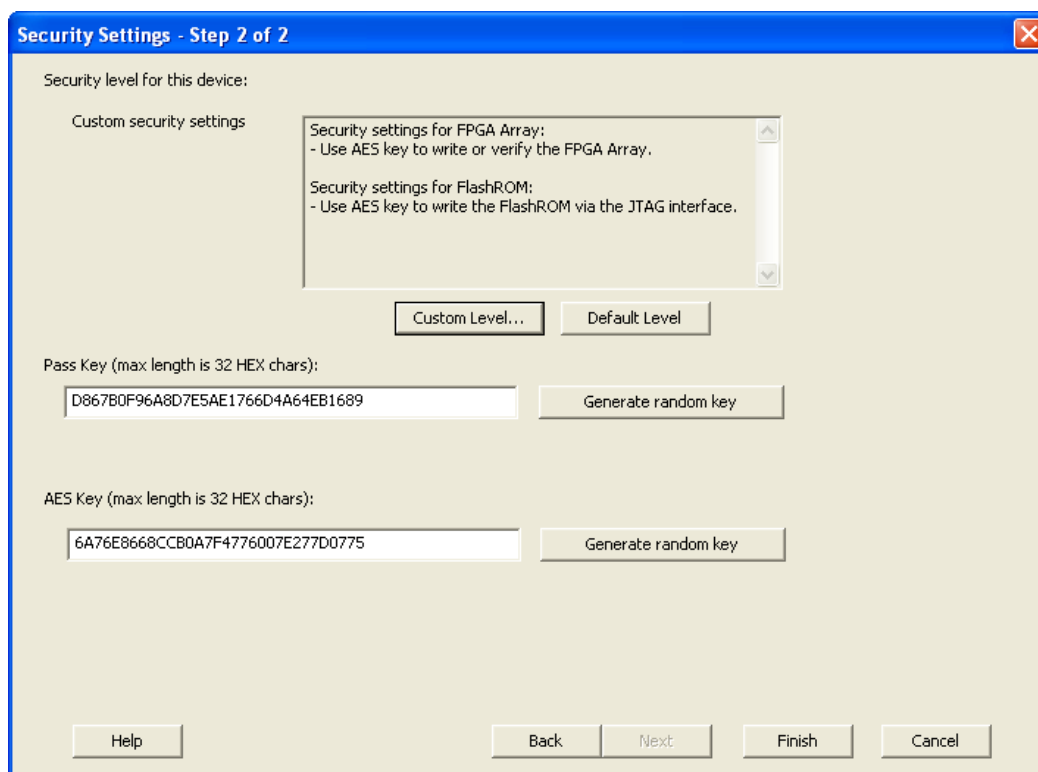 Security Settings - Step 2 of 2
Security level for this device:
Custom security settings
Security settings for FPGA Array:
- Use AES key to write or verify the FPGA Array.
Security settings for FlashROM:
- Use AES key to write the FlashROM via the JTAG interface.
Custom Level...
Default Level
Pass Key (max length is 32 HEX chars):
D867B0F96A8D7E5AE1766D4A64EB1689
Generate random key
AES Key (max length is 32 HEX chars):
6A76E8668CCB0A7F4776007E277D0775
Generate random key
Help
Back
Next
Finish
Cancel